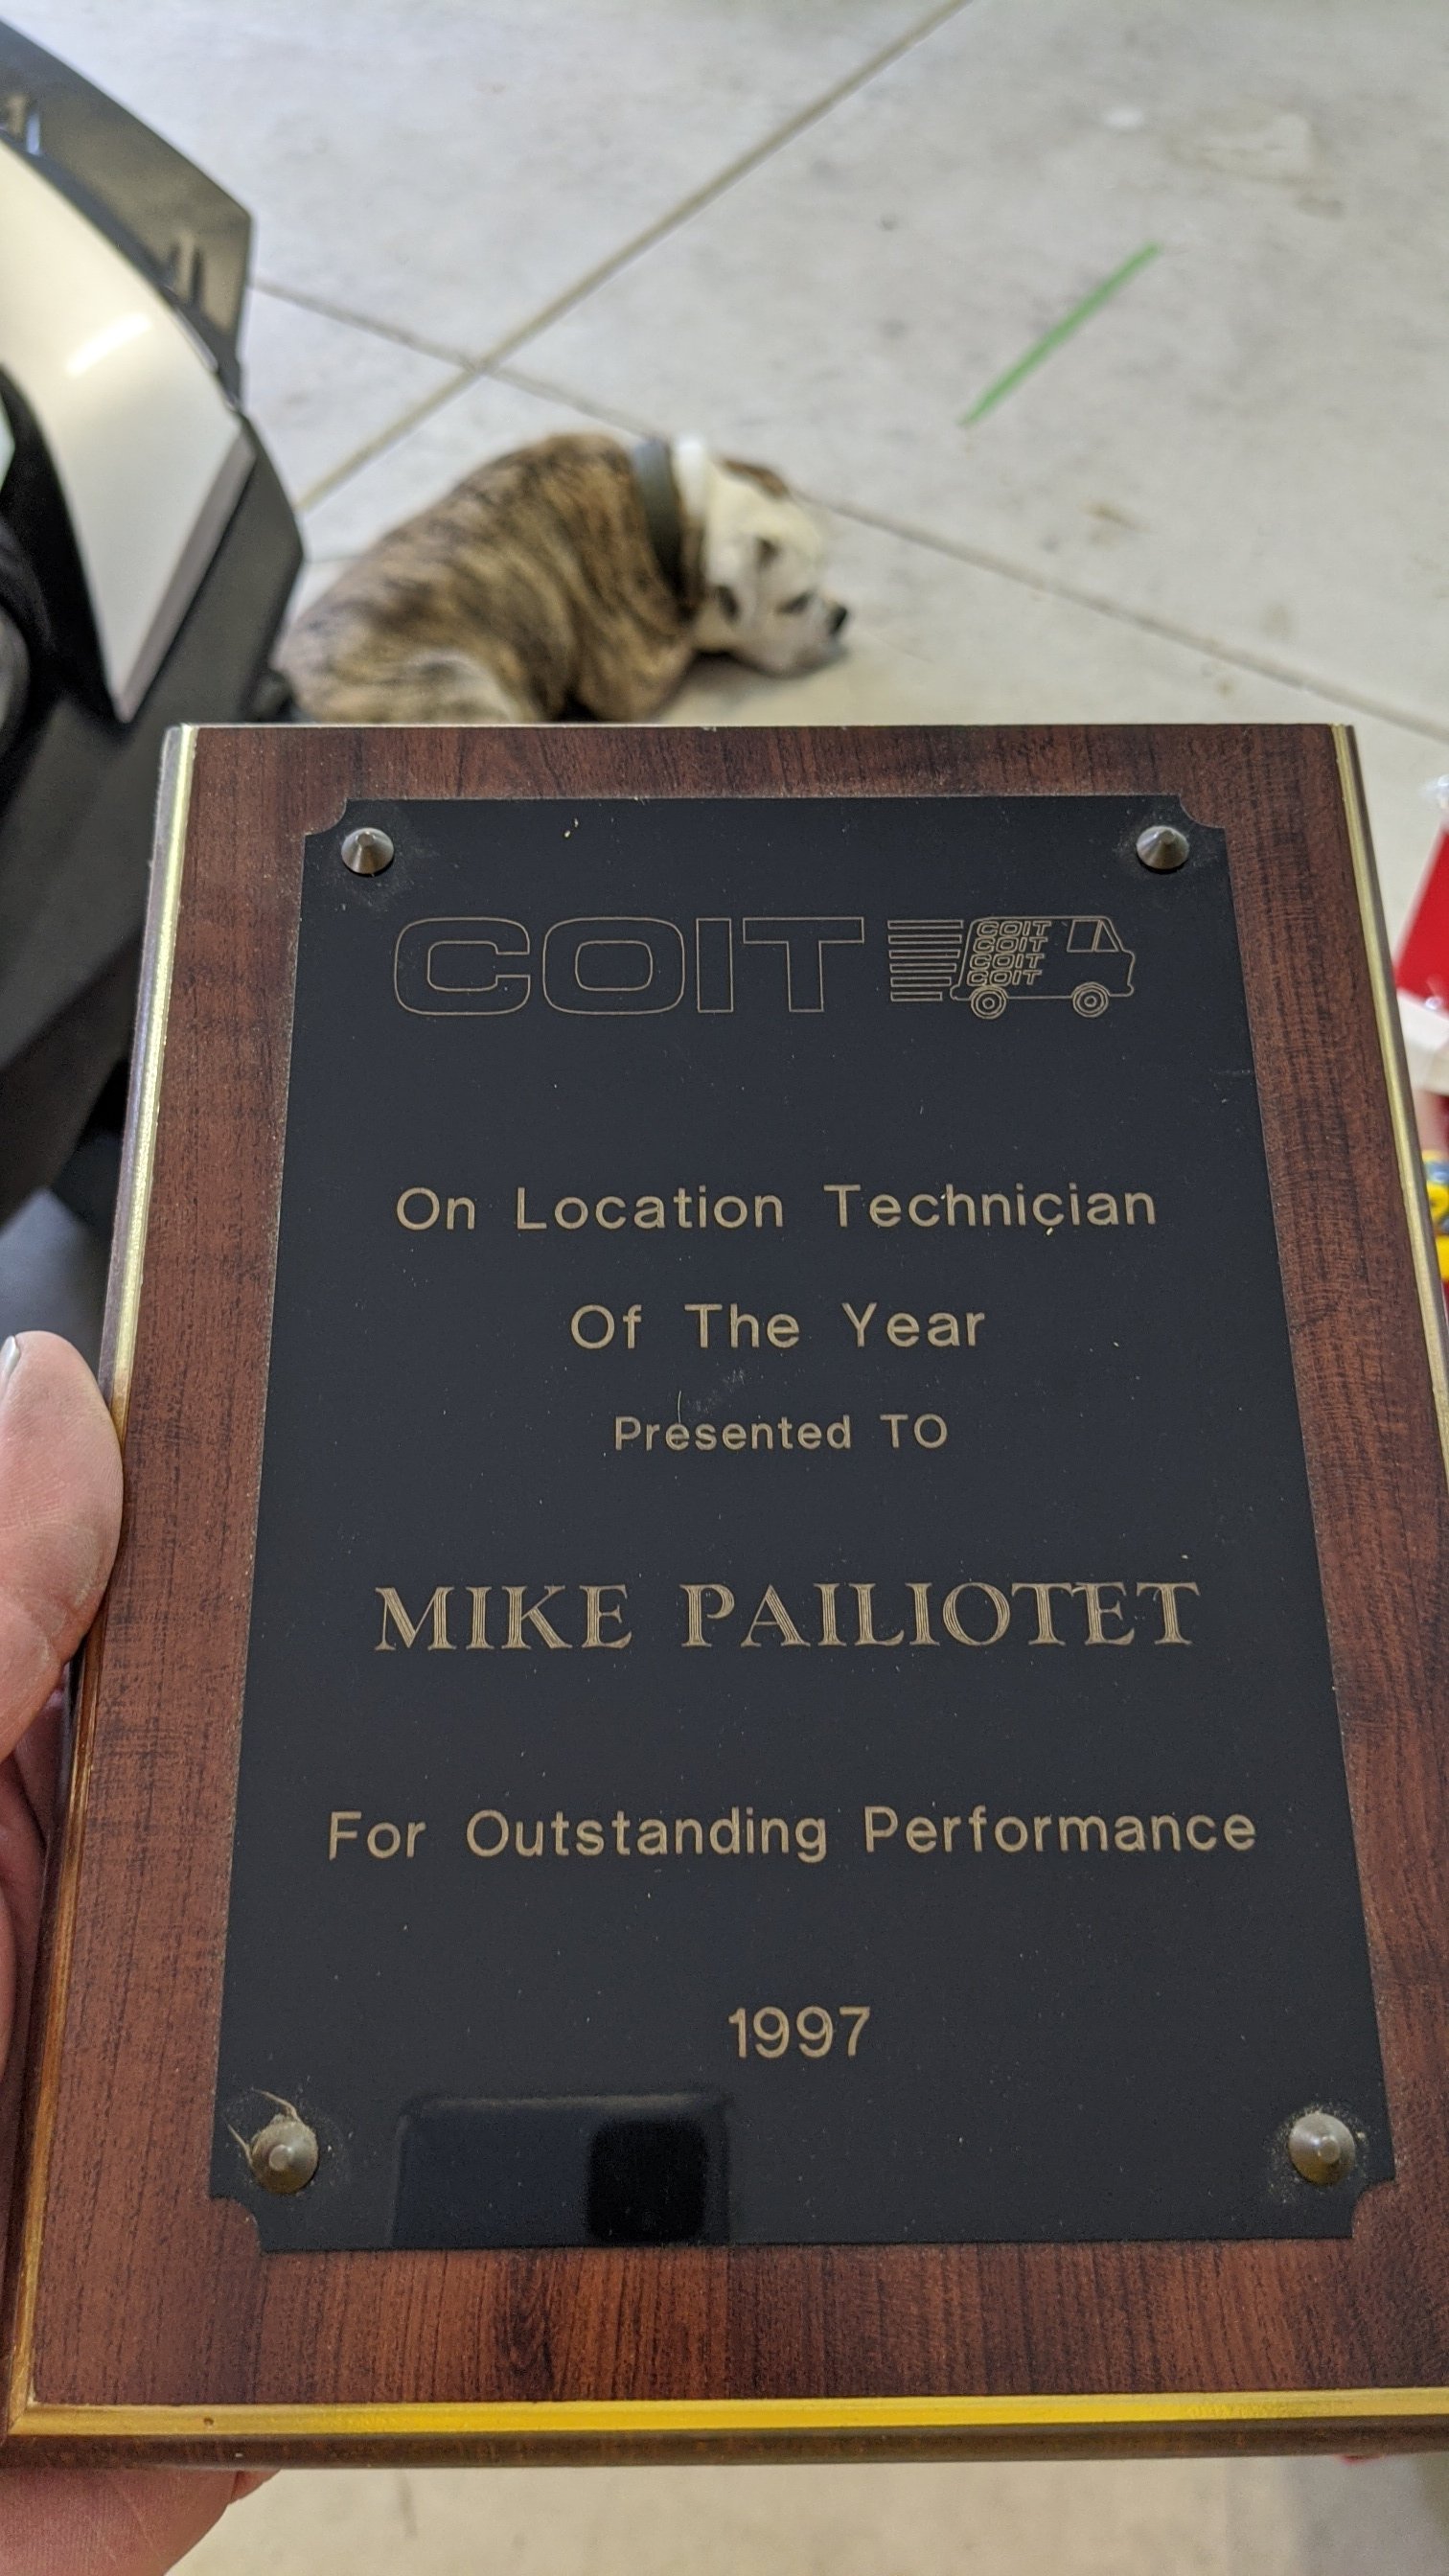 COIT
COIT
COIT
COIT
COIT
On Location Technician
Of The Year
Presented TO
MIKE PAILIOTET
For Outstanding Performance
1997